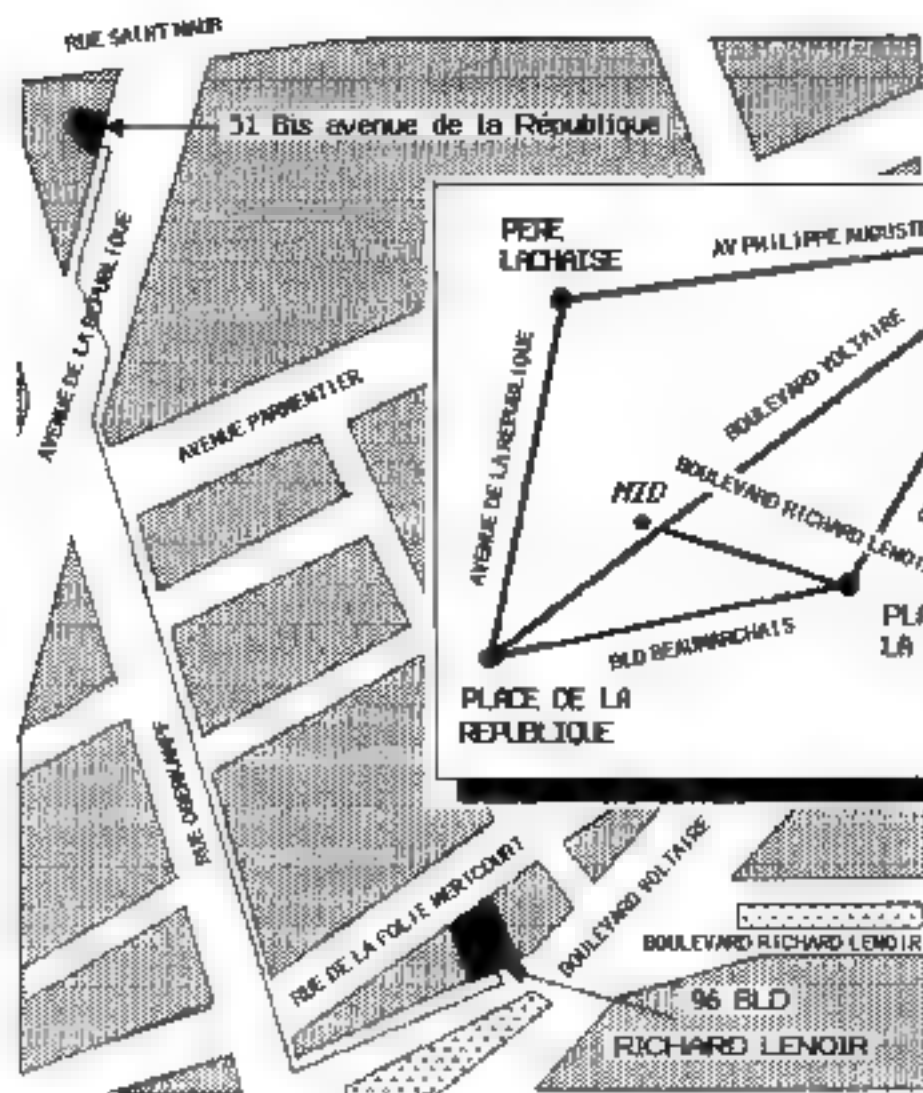 RUE SAINT MAUR
51 Bis avenue de la République
AVENUE DE LA REPUBLIQUE
AVENUE PARMENTIER
PERE
LACHAISE
AV PHILIPPE AUGUSTE
BOULEVARD VOLTAIRE
AVENUE DE LA REPUBLIQUE
MID
BOULEVARD RICHARD LENOIR
BLD BEAUMARCHAIS
PLA
LA
PLACE DE LA
REPUBLIQUE
RUE OBERKAMPF
RUE DE LA FOLIE MERICOURT
BOULEVARD VOLTAIRE
BOULEVARD RICHARD LENOIR
96 BLD
RICHARD LENOIR